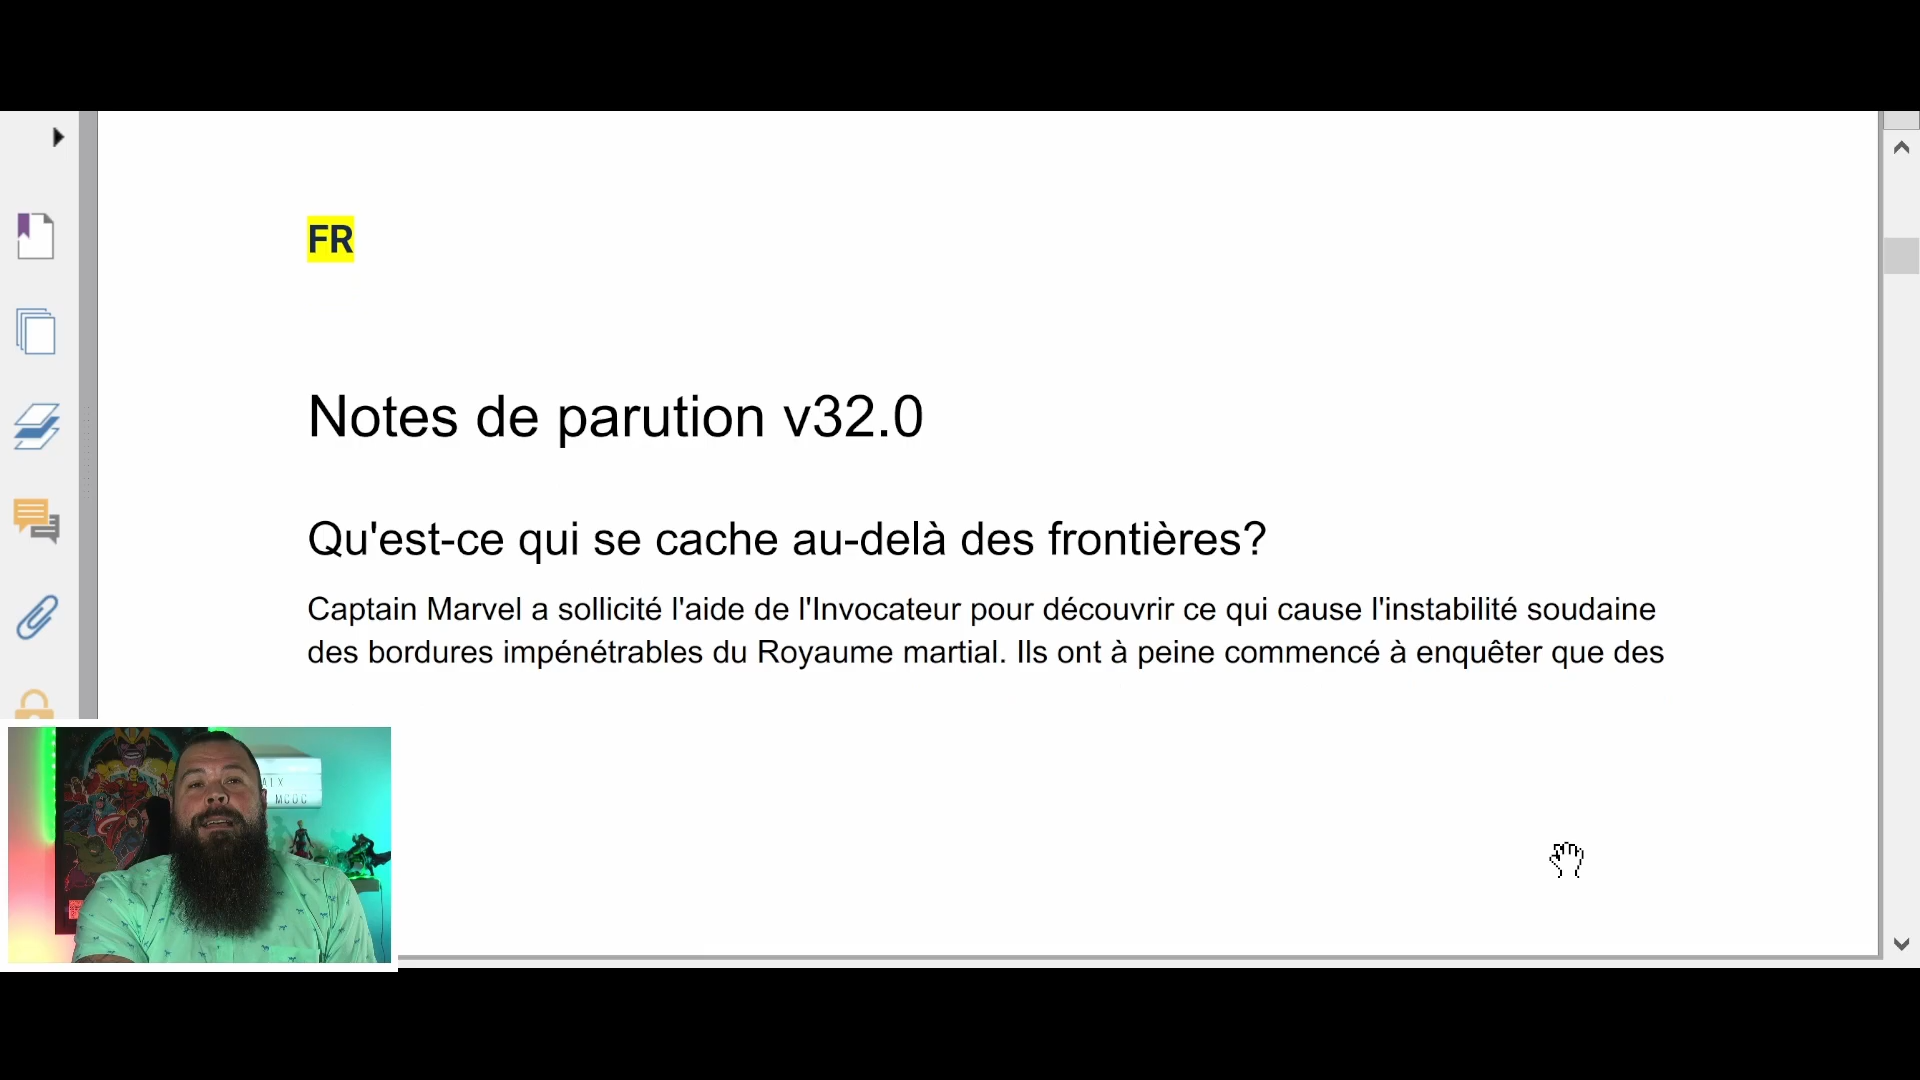 FR
Notes de parution v32.0
Qu'est-ce qui se cache au-delà des frontières?
Captain Marvel a sollicité l'aide de l'Invocateur pour découvrir ce qui cause l'instabilité soudaine
des bordures impénétrables du Royaume martial. Ils ont à peine commencé à enquêter que des
MCOC